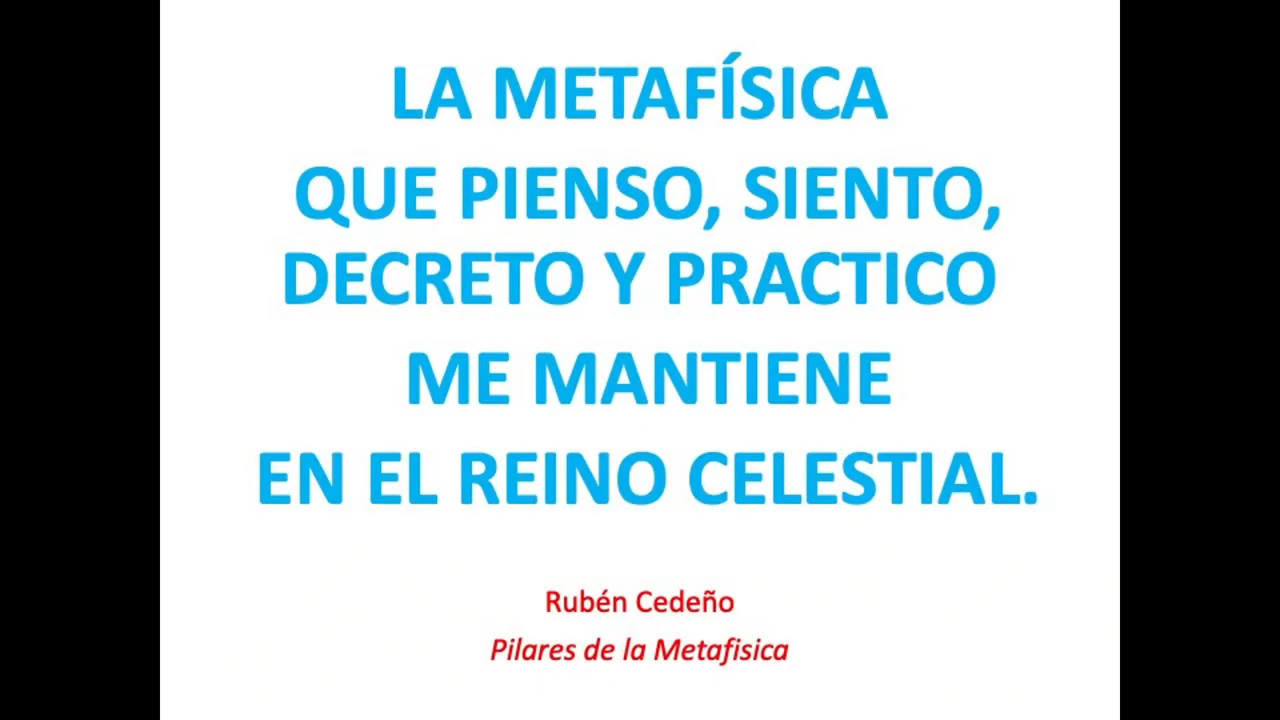 LA METAFÍSICA
QUE PIENSO, SIENTO,
DECRETO Y PRACTICO
ME MANTIENE
EN EL REINO CELESTIAL.
Rubén Cedeño
Pilares de la Metafisica